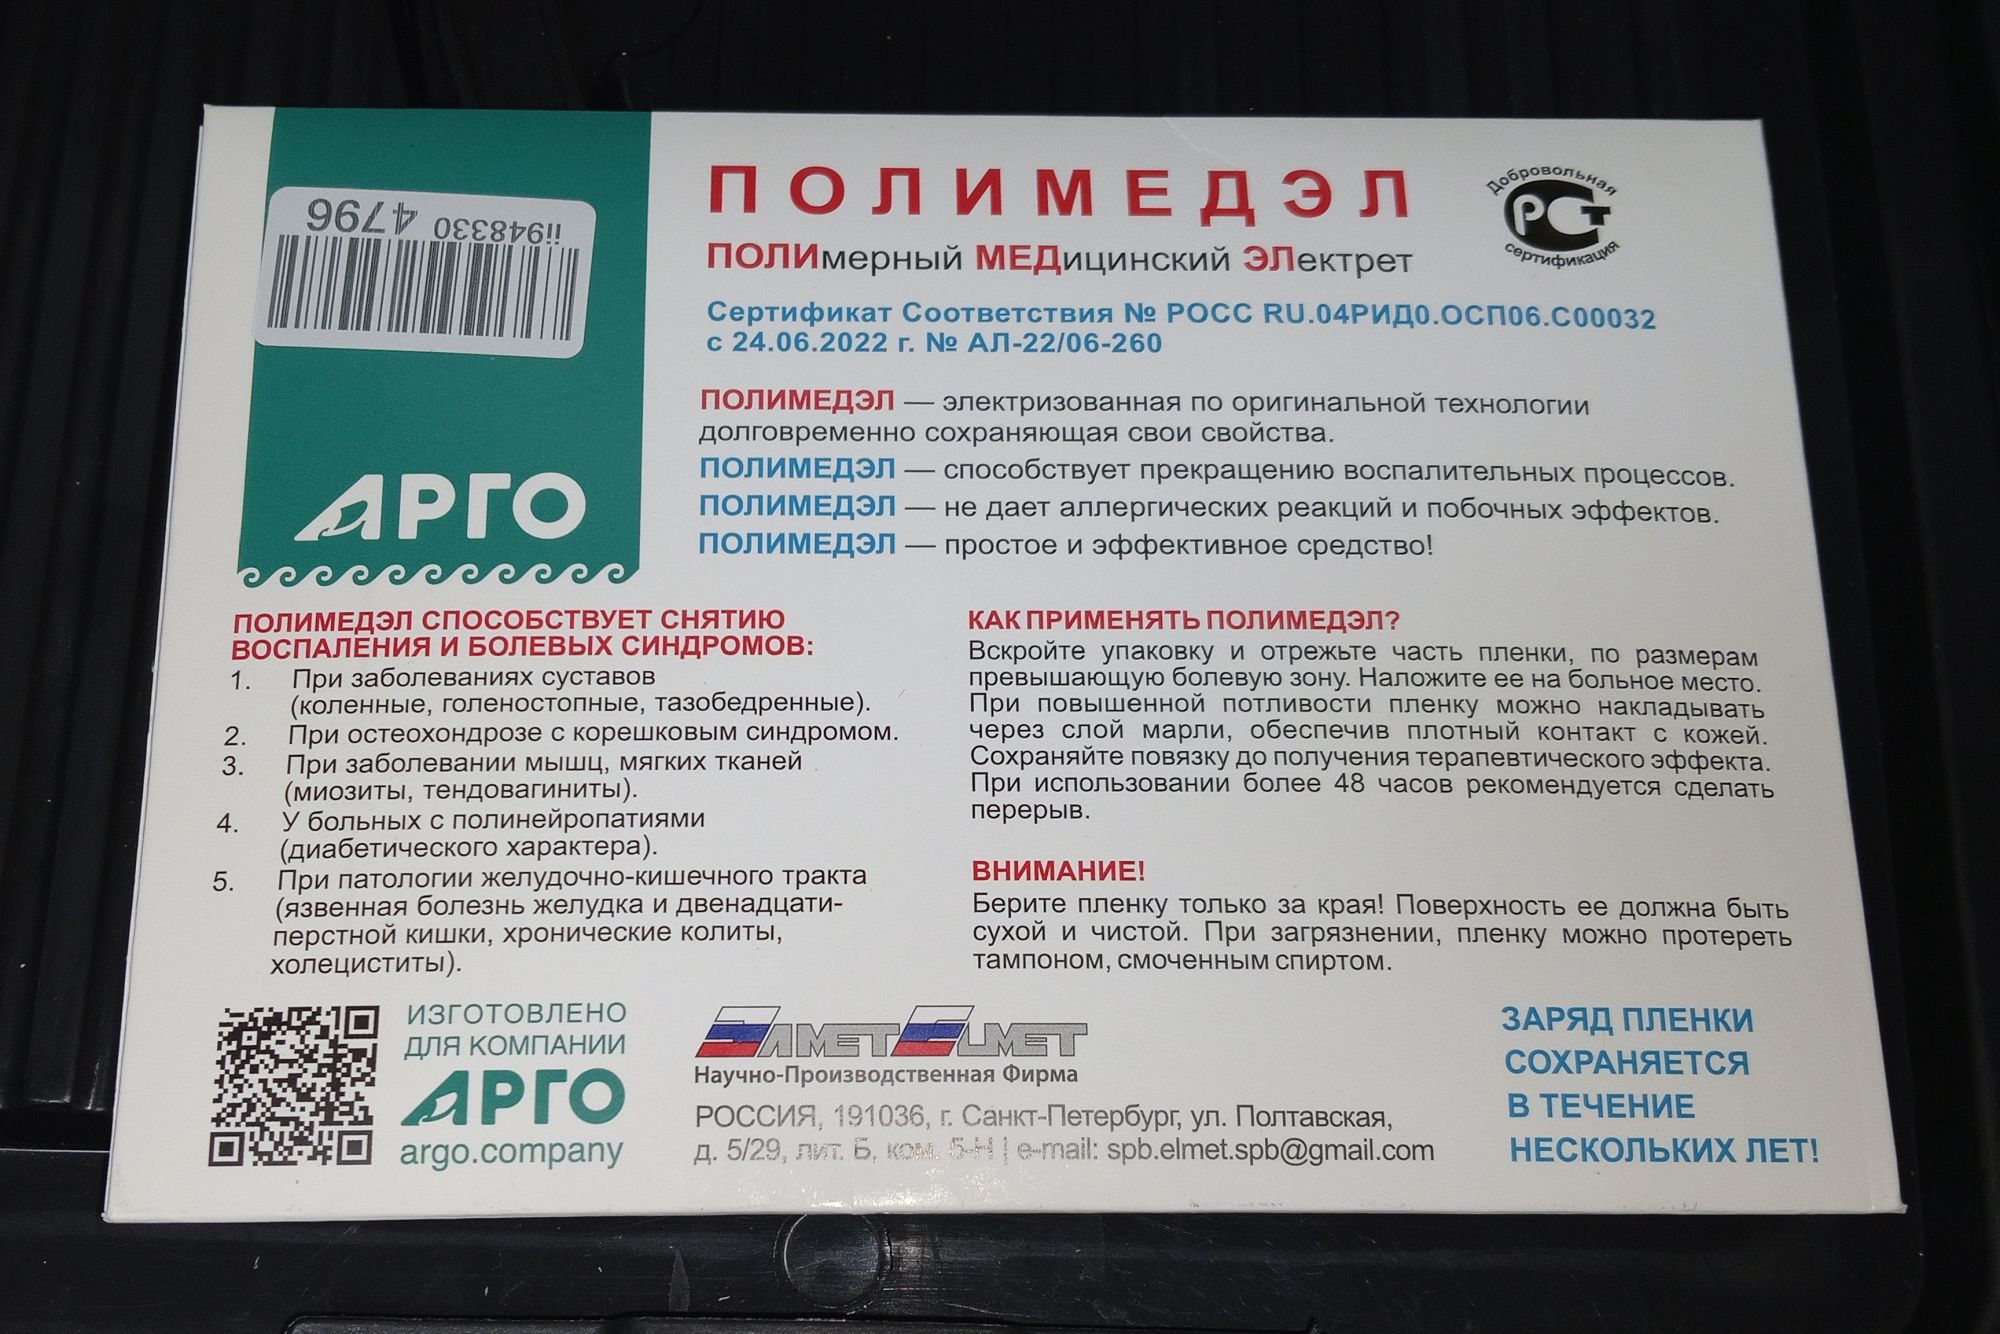 ii948330 4796
АРГО
ПОЛИМЕДЭЛ
ПОЛИмерный МЕДицинский ЭЛектрет
Добровольная
РСТ
сертификация
Сертификат Соответствия № РОСС RU.04РИД0.ОСП06.С00032
с 24.06.2022 г. № АЛ-22/06-260
ПОЛИМЕДЭЛ — электризованная по оригинальной технологии
долговременно сохраняющая свои свойства.
ПОЛИМЕДЭЛ — способствует прекращению воспалительных процессов.
ПОЛИМЕДЭЛ — не дает аллергических реакций и побочных эффектов.
ПОЛИМЕДЭЛ — простое и эффективное средство!
ПОЛИМЕДЭЛ СПОСОБСТВУЕТ СНЯТИЮ
ВОСПАЛЕНИЯ И БОЛЕВЫХ СИНДРОМОВ:
1. При заболеваниях суставов
(коленные, голеностопные, тазобедренные).
2. При остеохондрозе с корешковым синдромом.
3. При заболевании мышц, мягких тканей
(миозиты, тендовагиниты).
4. У больных с полинейропатиями
(диабетического характера).
5. При патологии желудочно-кишечного тракта
(язвенная болезнь желудка и двенадцати-
перстной кишки, хронические колиты,
холециститы).
КАК ПРИМЕНЯТЬ ПОЛИМЕДЭЛ?
Вскройте упаковку и отрежьте часть пленки, по размерам
превышающую болевую зону. Наложите ее на больное место.
При повышенной потливости пленку можно накладывать
через слой марли, обеспечив плотный контакт с кожей.
Сохраняйте повязку до получения терапевтического эффекта.
При использовании более 48 часов рекомендуется сделать
перерыв.
ВНИМАНИЕ!
Берите пленку только за края! Поверхность ее должна быть
сухой и чистой. При загрязнении, пленку можно протереть
тампоном, смоченным спиртом.
ИЗГОТОВЛЕНО
ДЛЯ КОМПАНИИ
АРГО
argo.company
ЭЛМЕТ ELMET
Научно-Производственная Фирма
РОССИЯ, 191036, г. Санкт-Петербург, ул. Полтавская,
д. 5/29, лит. Б, ком. 5-Н | e-mail: spb.elmet.spb@gmail.com
ЗАРЯД ПЛЕНКИ
СОХРАНЯЕТСЯ
В ТЕЧЕНИЕ
НЕСКОЛЬКИХ ЛЕТ!